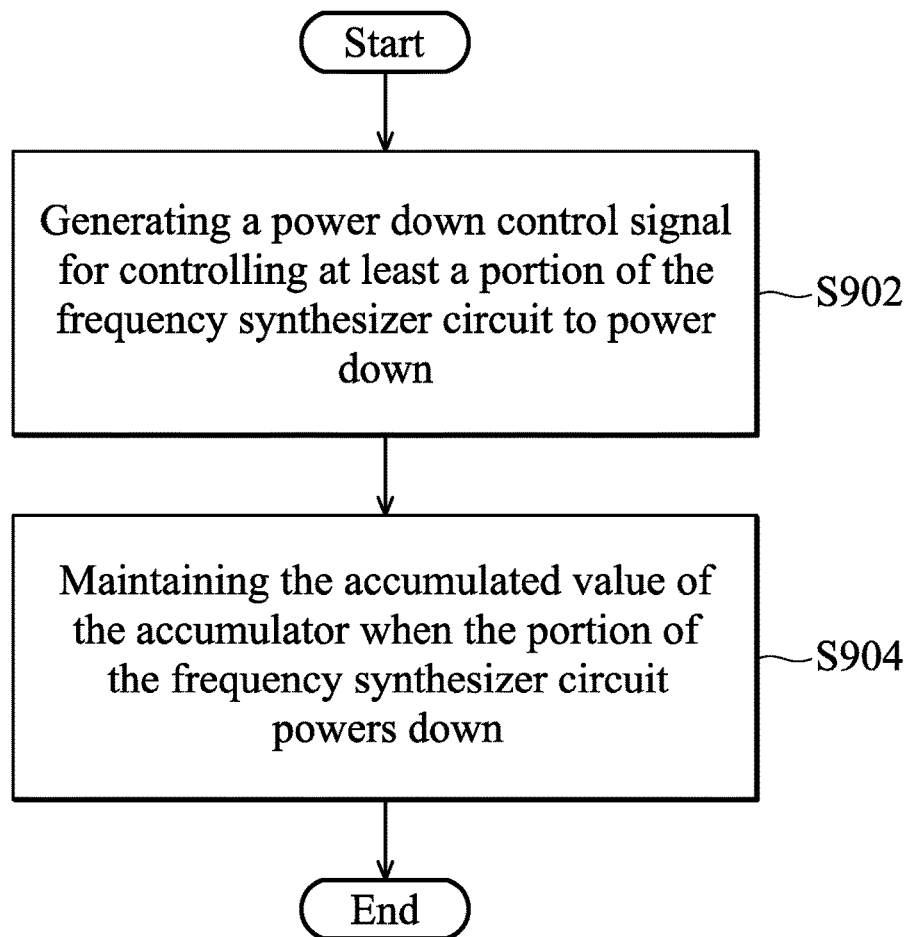 Start
Generating a power down control signal
for controlling at least a portion of the
frequency synthesizer circuit to power
down
S902
Maintaining the accumulated value of
the accumulator when the portion of
the frequency synthesizer circuit
powers down
S904
End